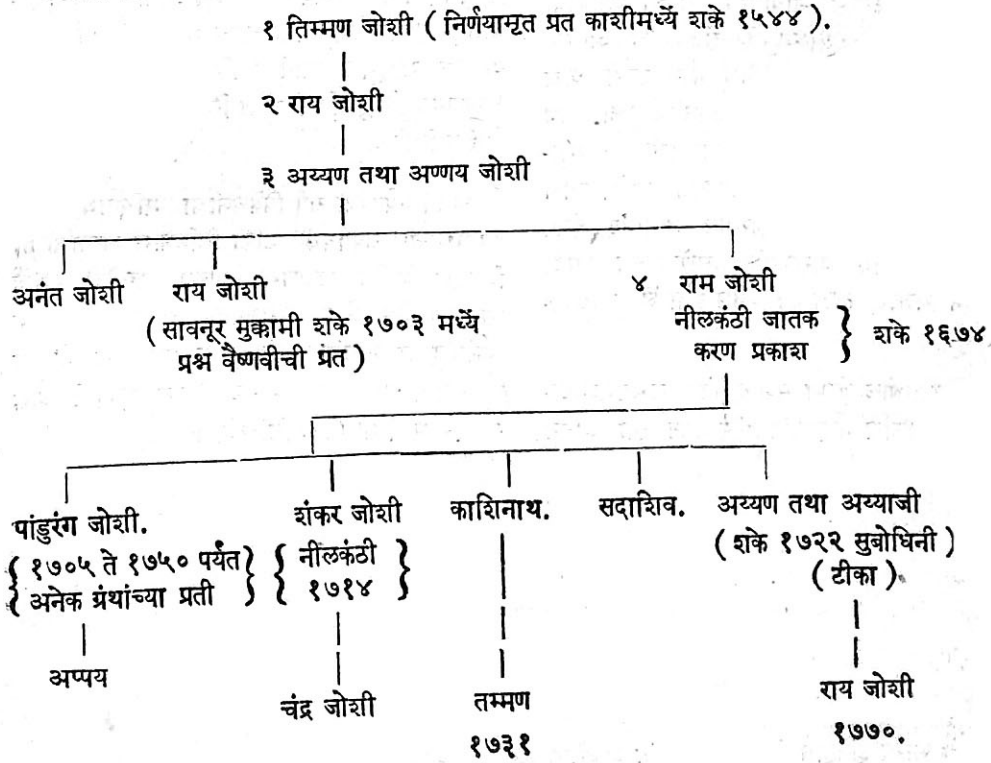 १ तिम्मण जोशी ( निर्णयामृत प्रत काशीमध्यें शके १५४४ ).
२ राय जोशी
३ अय्यण तथा अण्णय जोशी
अनंत जोशी राय जोशी ४ राम जोशी
( सावनूर मुक्कामी शके १७०३ मध्यें नीलकंठी जातक
प्रश्न वैष्णवीची प्रत ) करण प्रकाश } शके १६७४
पांडुरंग जोशी. शंकर जोशी काशिनाथ. सदाशिव. अय्यण तथा अय्याजी
{ १७०५ ते १७५० पर्यंत } { नीलकंठी } ( शके १७२२ सुबोधिनी )
{ अनेक ग्रंथांच्या प्रती } { १७१४ } ( टीका )
अप्पय चंद्र जोशी तम्मण राय जोशी
१७३१ १७७०.